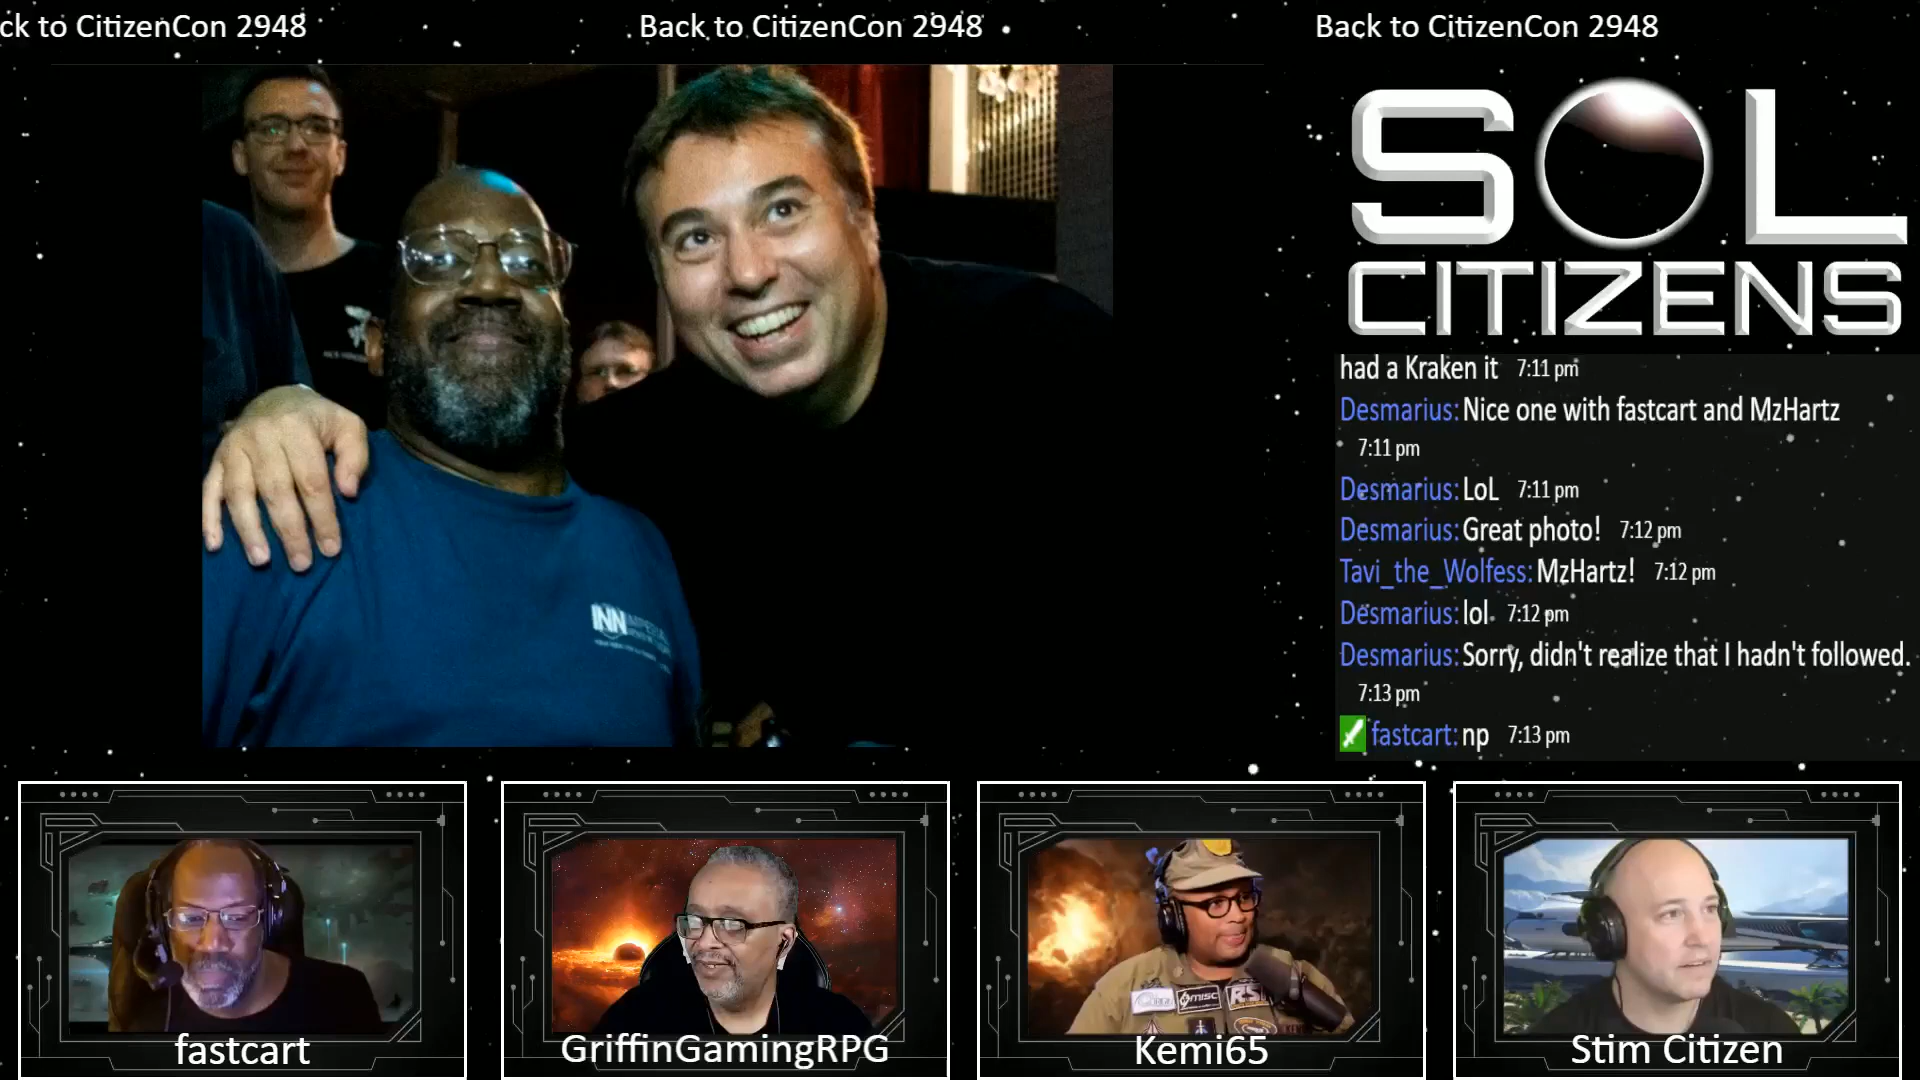 ck to CitizenCon 2948
Back to CitizenCon 2948
Back to CitizenCon 2948
SOL
CITIZENS
had a Kraken it 7:11 pm
Desmarius: Nice one with fastcart and MzHartz
7:11 pm
Desmarius: LoL 7:11 pm
Desmarius: Great photo! 7:12 pm
Tavi_the_Wolfess: MzHartz! 7:12 pm
Desmarius: lol 7:12 pm
Desmarius: Sorry, didn't realize that I hadn't followed.
7:13 pm
fastcart: np 7:13 pm
INN
MISC
RSI
fastcart
GriffinGamingRPG
Kemi65
Stim Citizen